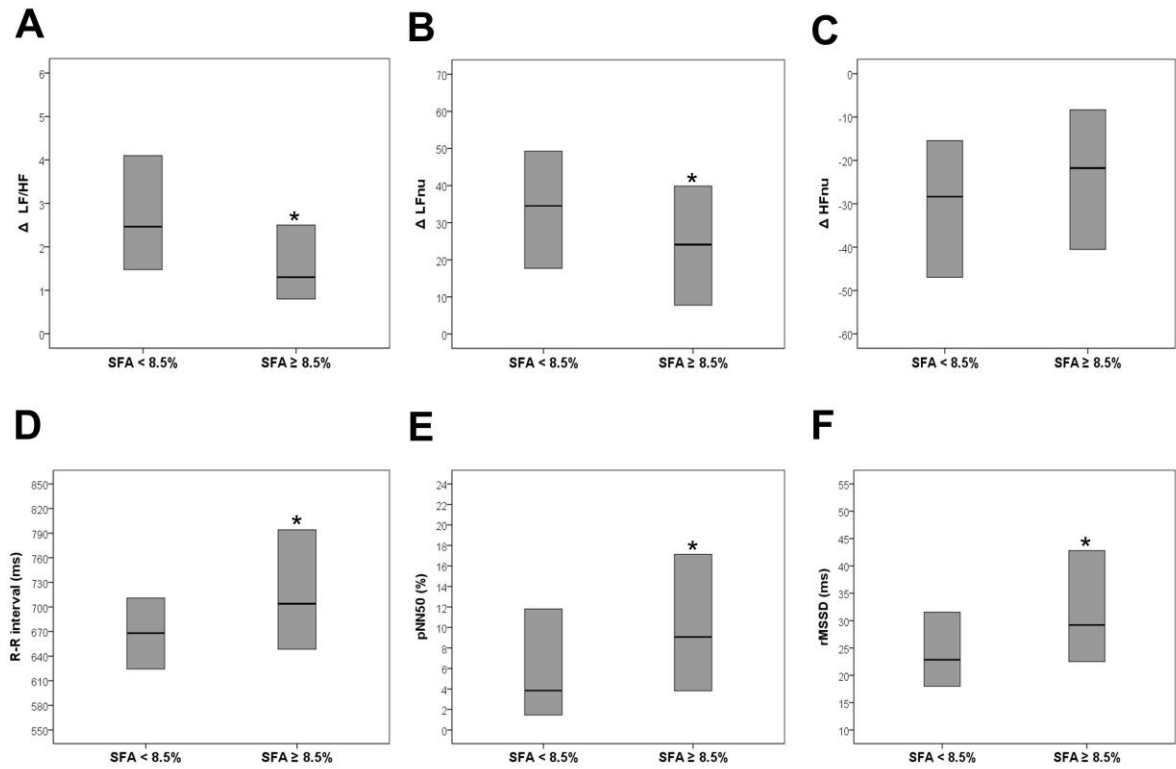 A
Δ LF/HF
6
5
4
3
2
1
0
*
SFA < 8.5%
SFA ≥ 8.5%
B
Δ LFnu
70
60
50
40
30
20
10
0
*
SFA < 8.5%
SFA ≥ 8.5%
C
Δ HFnu
0
-10
-20
-30
-40
-50
-60
SFA < 8.5%
SFA ≥ 8.5%
D
R-R interval (ms)
850
820
790
760
730
700
670
640
610
580
550
*
SFA < 8.5%
SFA ≥ 8.5%
E
pNN50 (%)
24
22
20
18
16
14
12
10
8
6
4
2
0
*
SFA < 8.5%
SFA ≥ 8.5%
F
rMSSD (ms)
55
50
45
40
35
30
25
20
15
10
*
SFA < 8.5%
SFA ≥ 8.5%